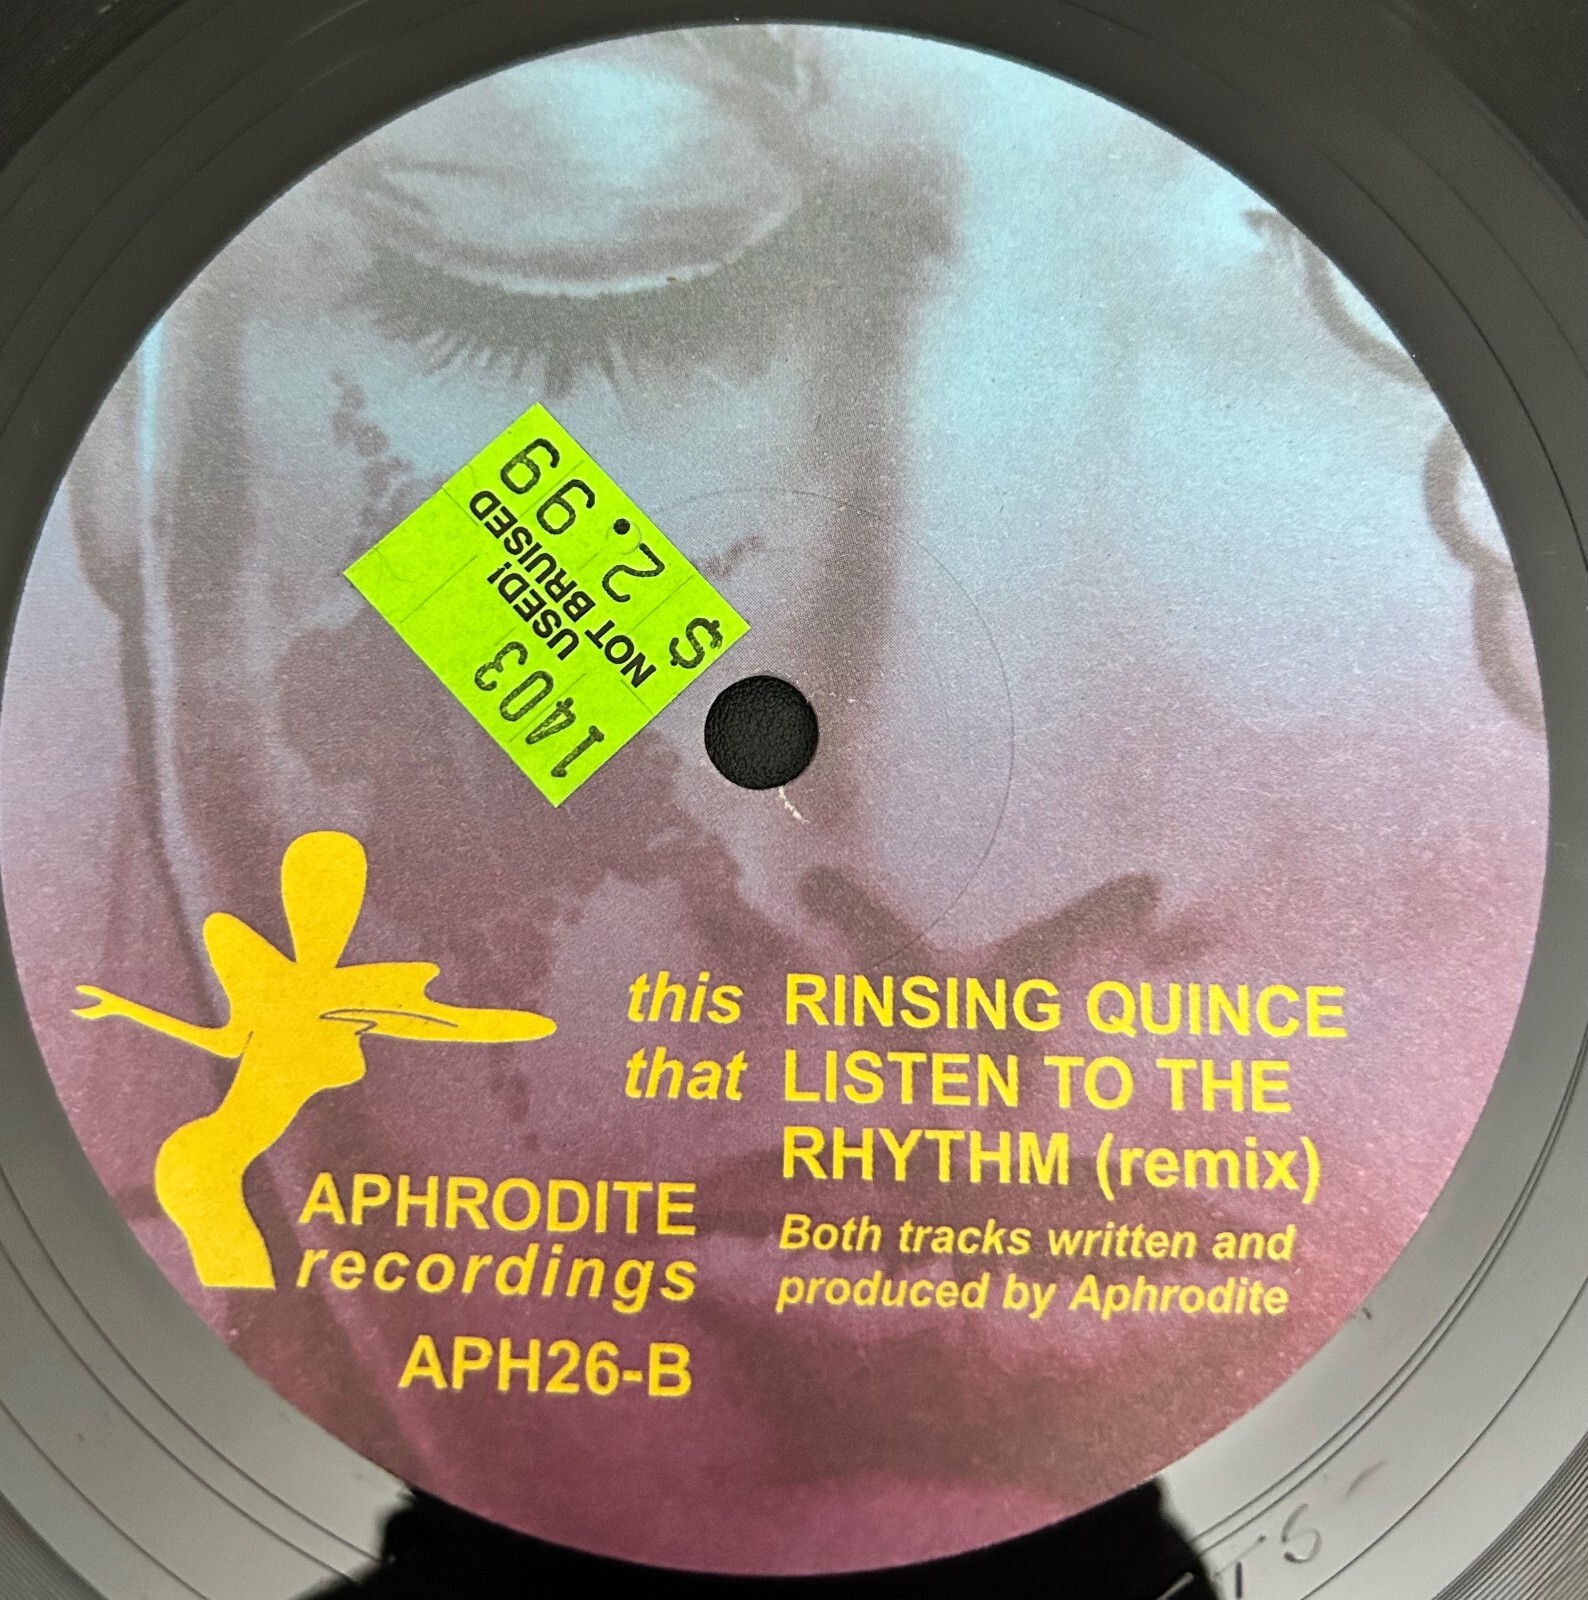 1403
USED!
NOT BRUISED
$ 2.99
this RINSING QUINCE
that LISTEN TO THE
RHYTHM (remix)
Both tracks written and
produced by Aphrodite
APHRODITE
recordings
APH26-B